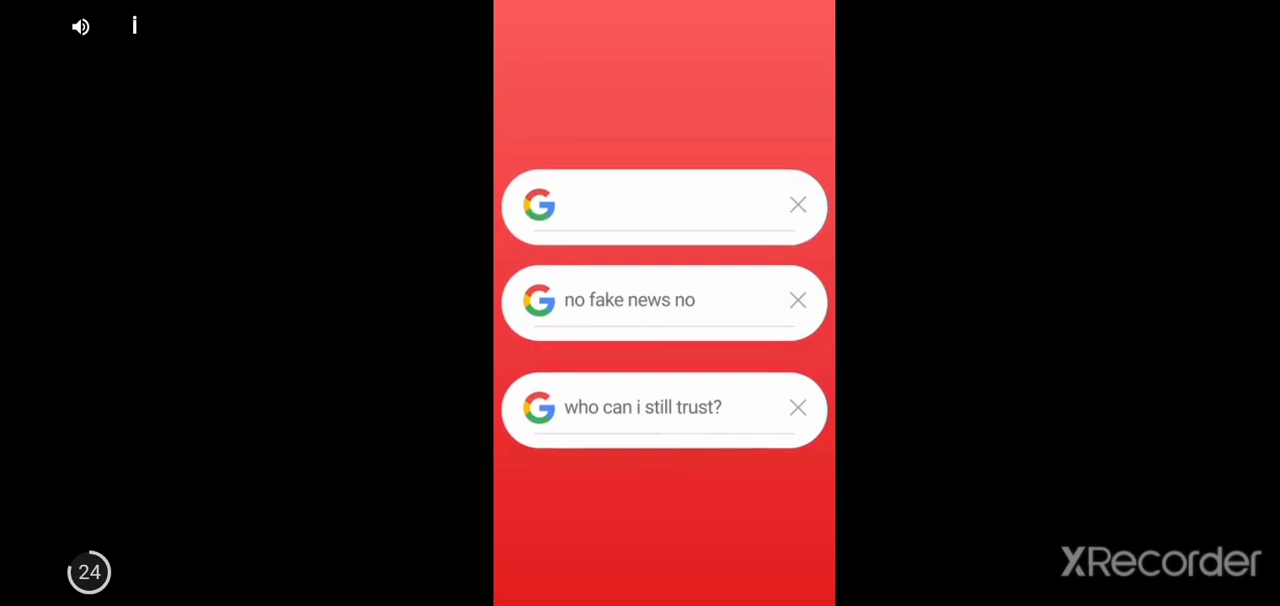 i
no fake news no
who can i still trust?
24
XRecorder